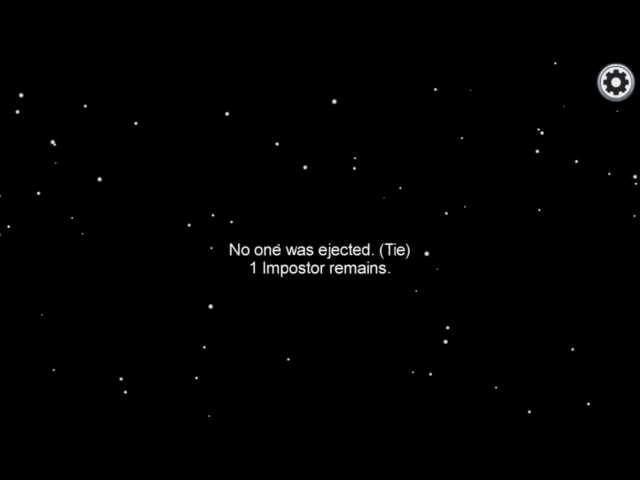 No one was ejected. (Tie)
1 Impostor remains.